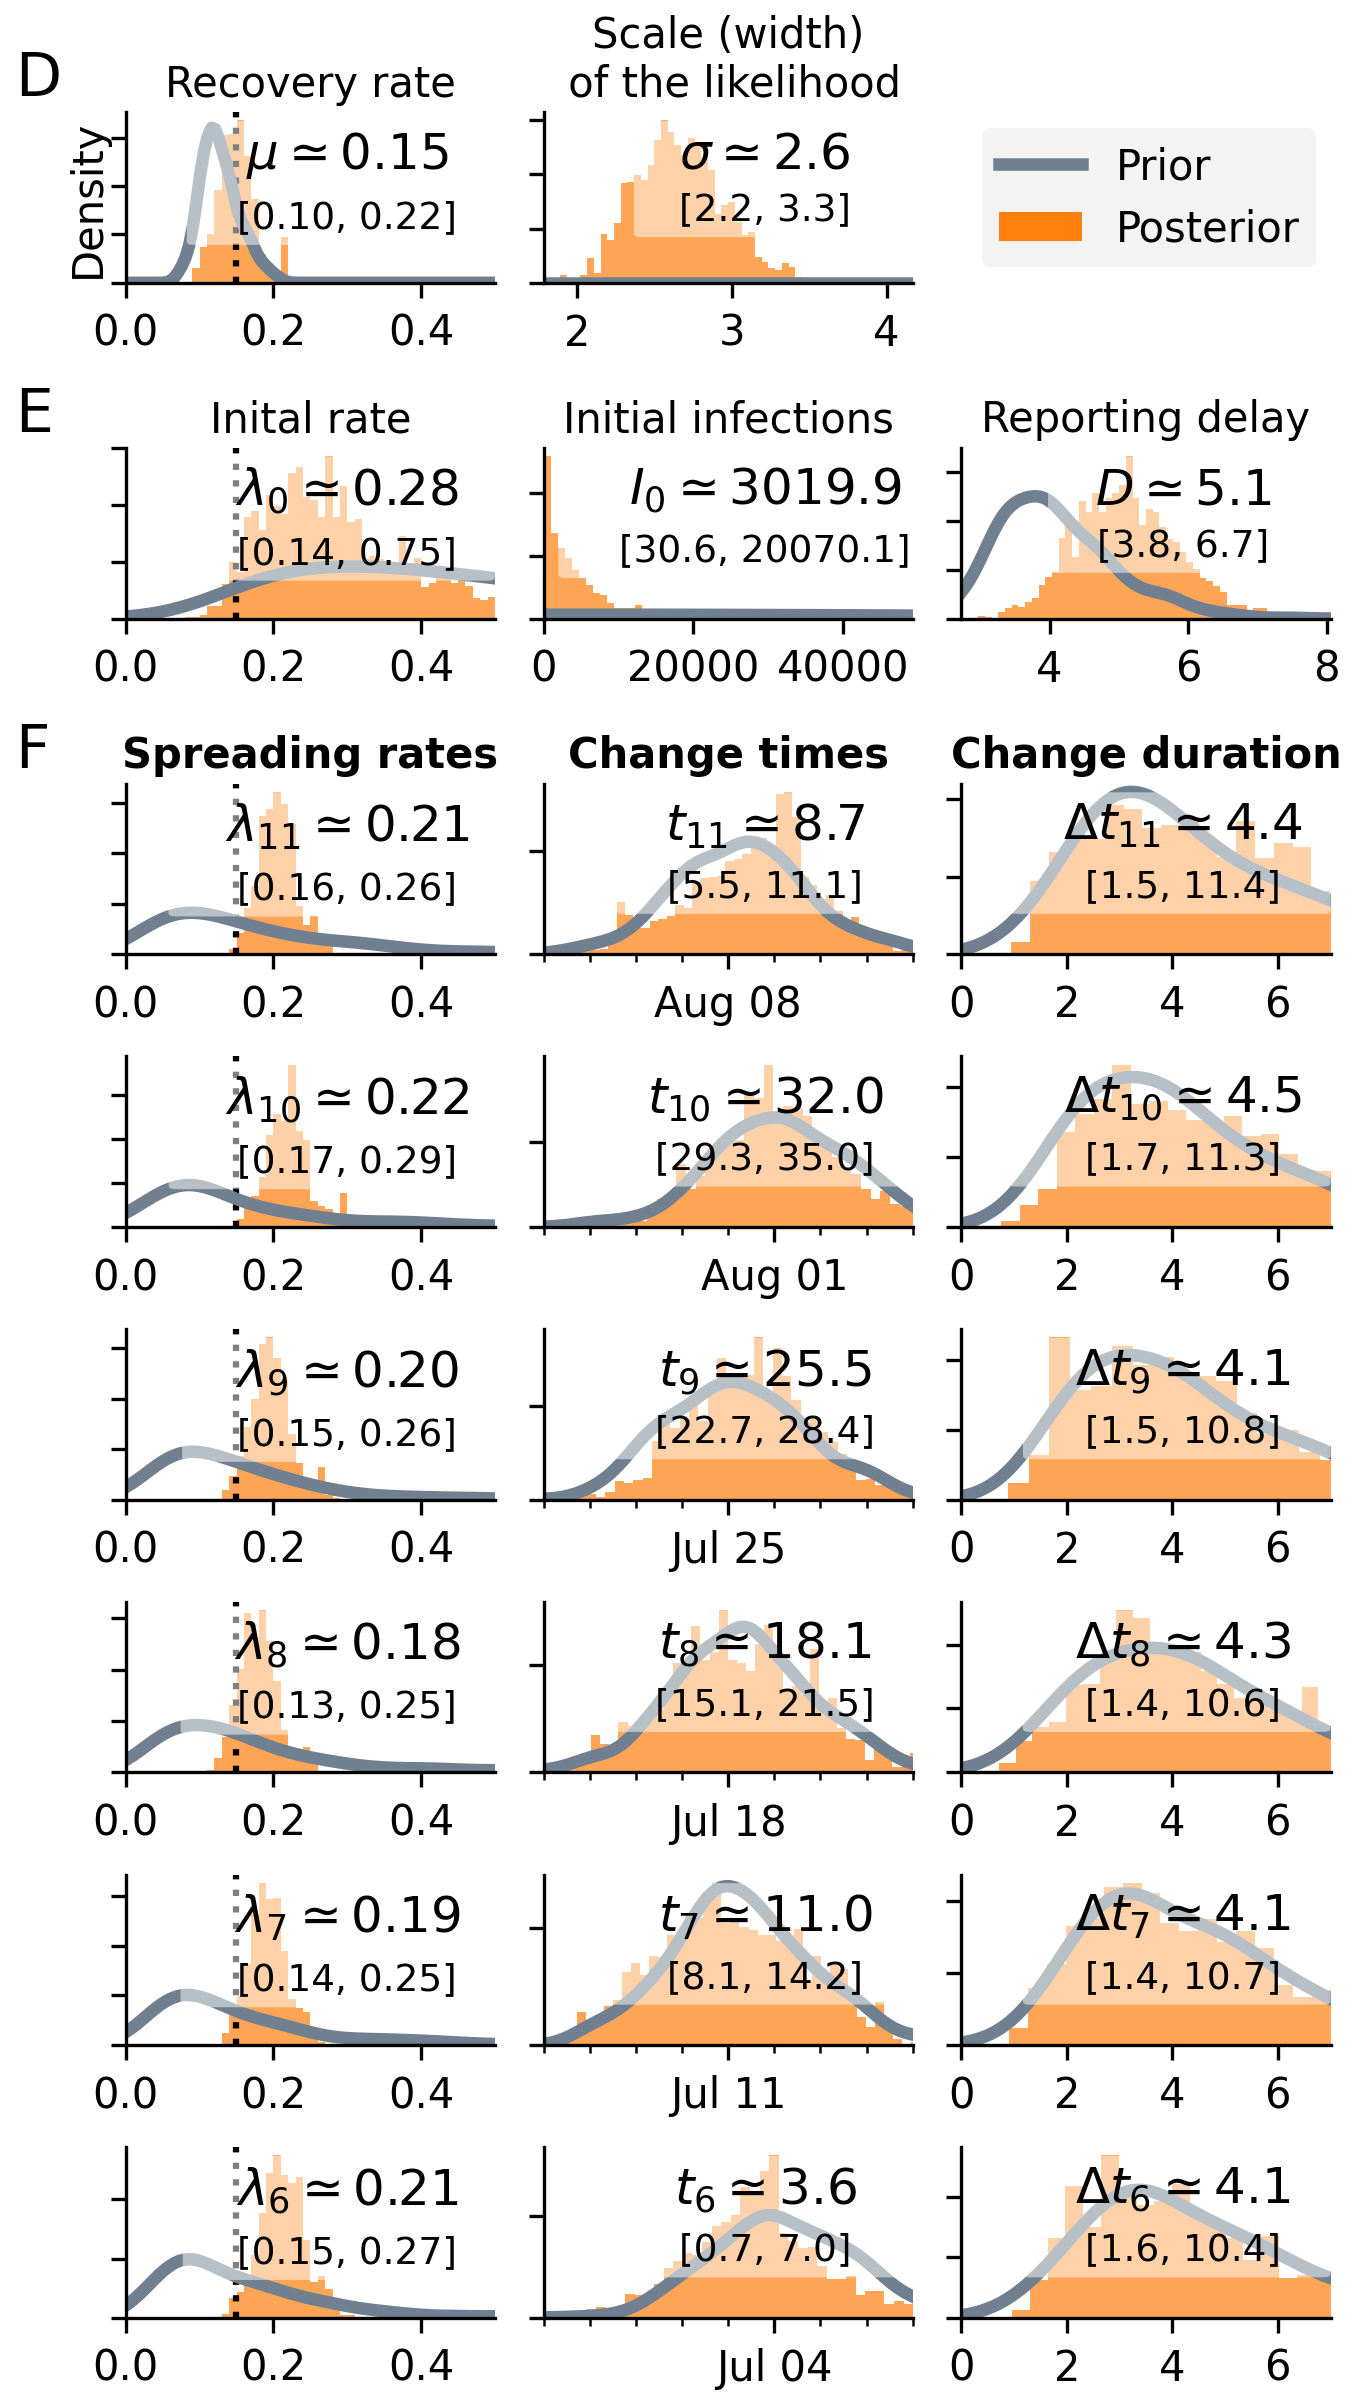 D
Recovery rate
Scale (width)
of the likelihood
Density
μ ≃ 0.15
[0.10, 0.22]
σ ≃ 2.6
[2.2, 3.3]
Prior
Posterior
0.0 0.2 0.4
2 3 4
E
Inital rate
Initial infections
Reporting delay
λ0 ≃ 0.28
[0.14, 0.75]
I0 ≃ 3019.9
[30.6, 20070.1]
D ≃ 5.1
[3.8, 6.7]
0.0 0.2 0.4
0 20000 40000
4 6 8
F
Spreading rates
Change times
Change duration
λ11 ≃ 0.21
[0.16, 0.26]
t11 ≃ 8.7
[5.5, 11.1]
Δt11 ≃ 4.4
[1.5, 11.4]
0.0 0.2 0.4
Aug 08
0 2 4 6
λ10 ≃ 0.22
[0.17, 0.29]
t10 ≃ 32.0
[29.3, 35.0]
Δt10 ≃ 4.5
[1.7, 11.3]
0.0 0.2 0.4
Aug 01
0 2 4 6
λ9 ≃ 0.20
[0.15, 0.26]
t9 ≃ 25.5
[22.7, 28.4]
Δt9 ≃ 4.1
[1.5, 10.8]
0.0 0.2 0.4
Jul 25
0 2 4 6
λ8 ≃ 0.18
[0.13, 0.25]
t8 ≃ 18.1
[15.1, 21.5]
Δt8 ≃ 4.3
[1.4, 10.6]
0.0 0.2 0.4
Jul 18
0 2 4 6
λ7 ≃ 0.19
[0.14, 0.25]
t7 ≃ 11.0
[8.1, 14.2]
Δt7 ≃ 4.1
[1.4, 10.7]
0.0 0.2 0.4
Jul 11
0 2 4 6
λ6 ≃ 0.21
[0.15, 0.27]
t6 ≃ 3.6
[0.7, 7.0]
Δt6 ≃ 4.1
[1.6, 10.4]
0.0 0.2 0.4
Jul 04
0 2 4 6